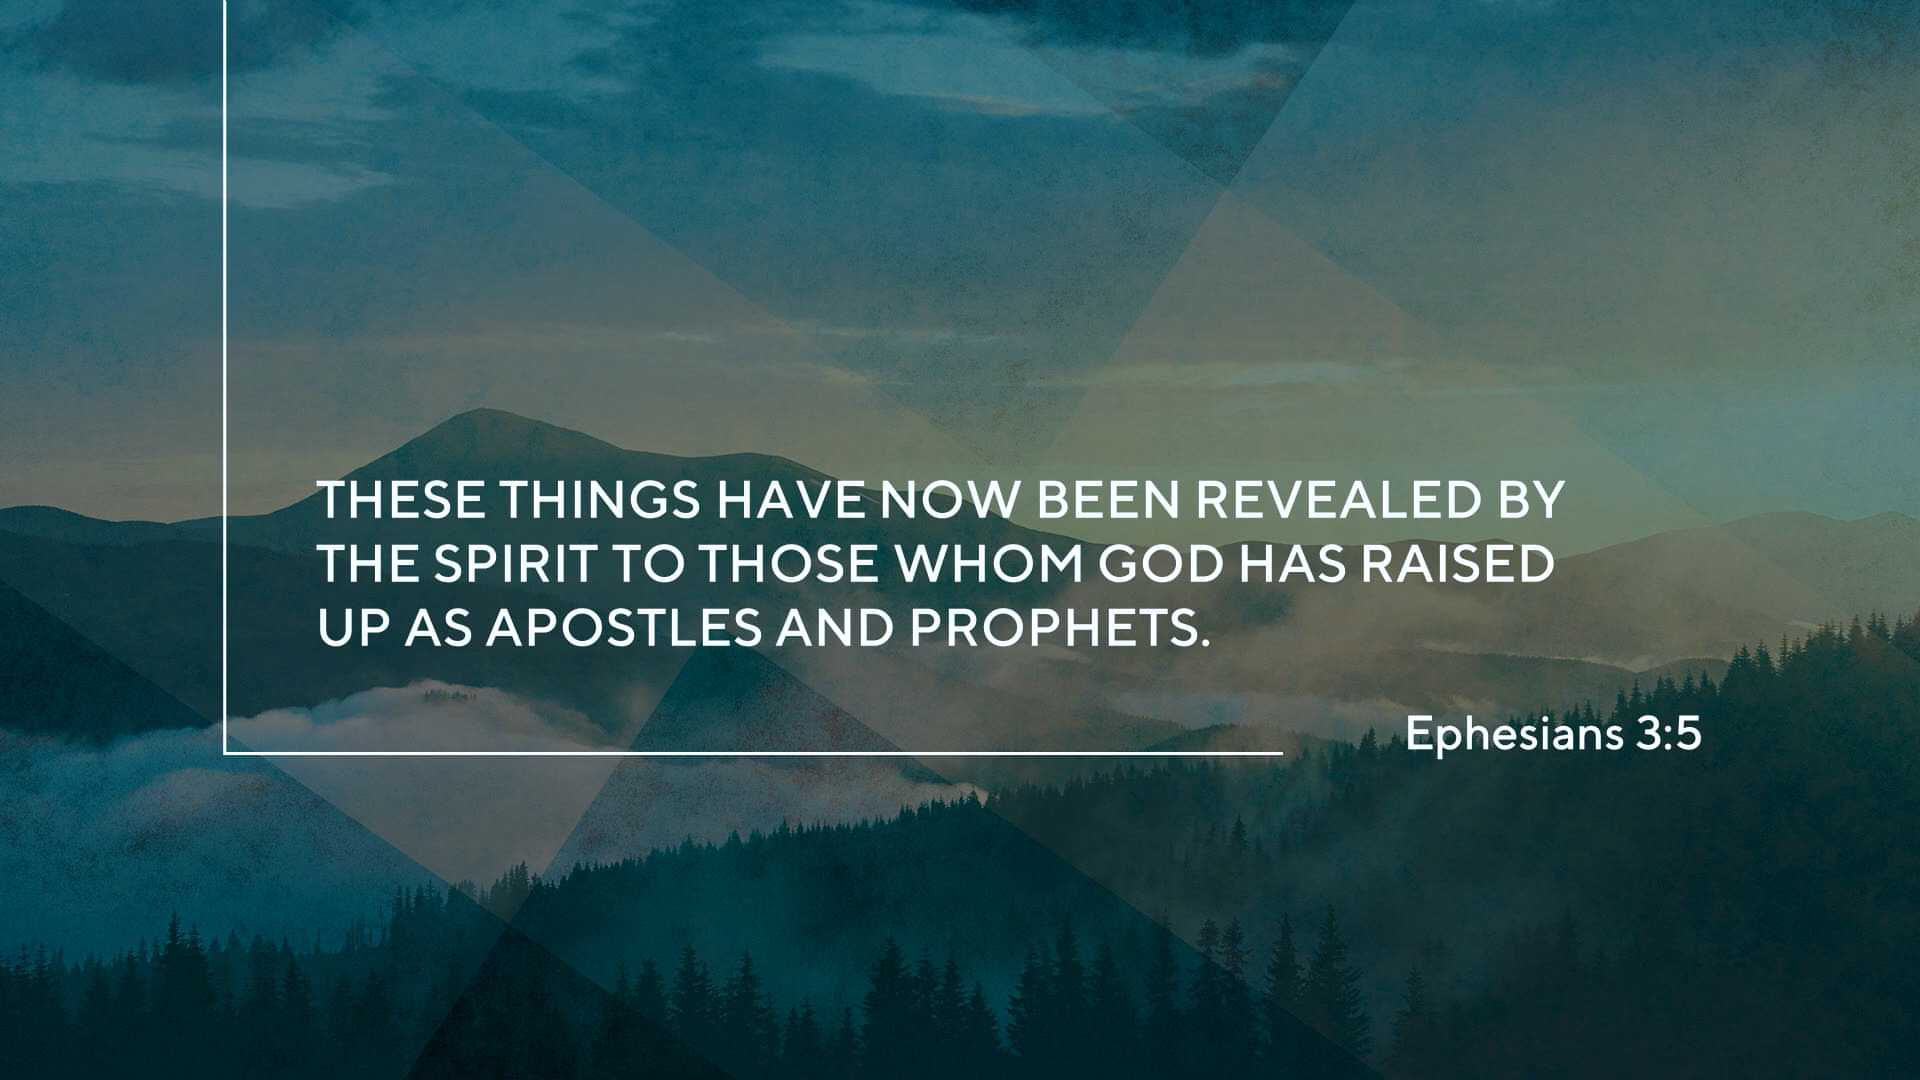 THESE THINGS HAVE NOW BEEN REVEALED BY
THE SPIRIT TO THOSE WHOM GOD HAS RAISED
UP AS APOSTLES AND PROPHETS.
Ephesians 3:5